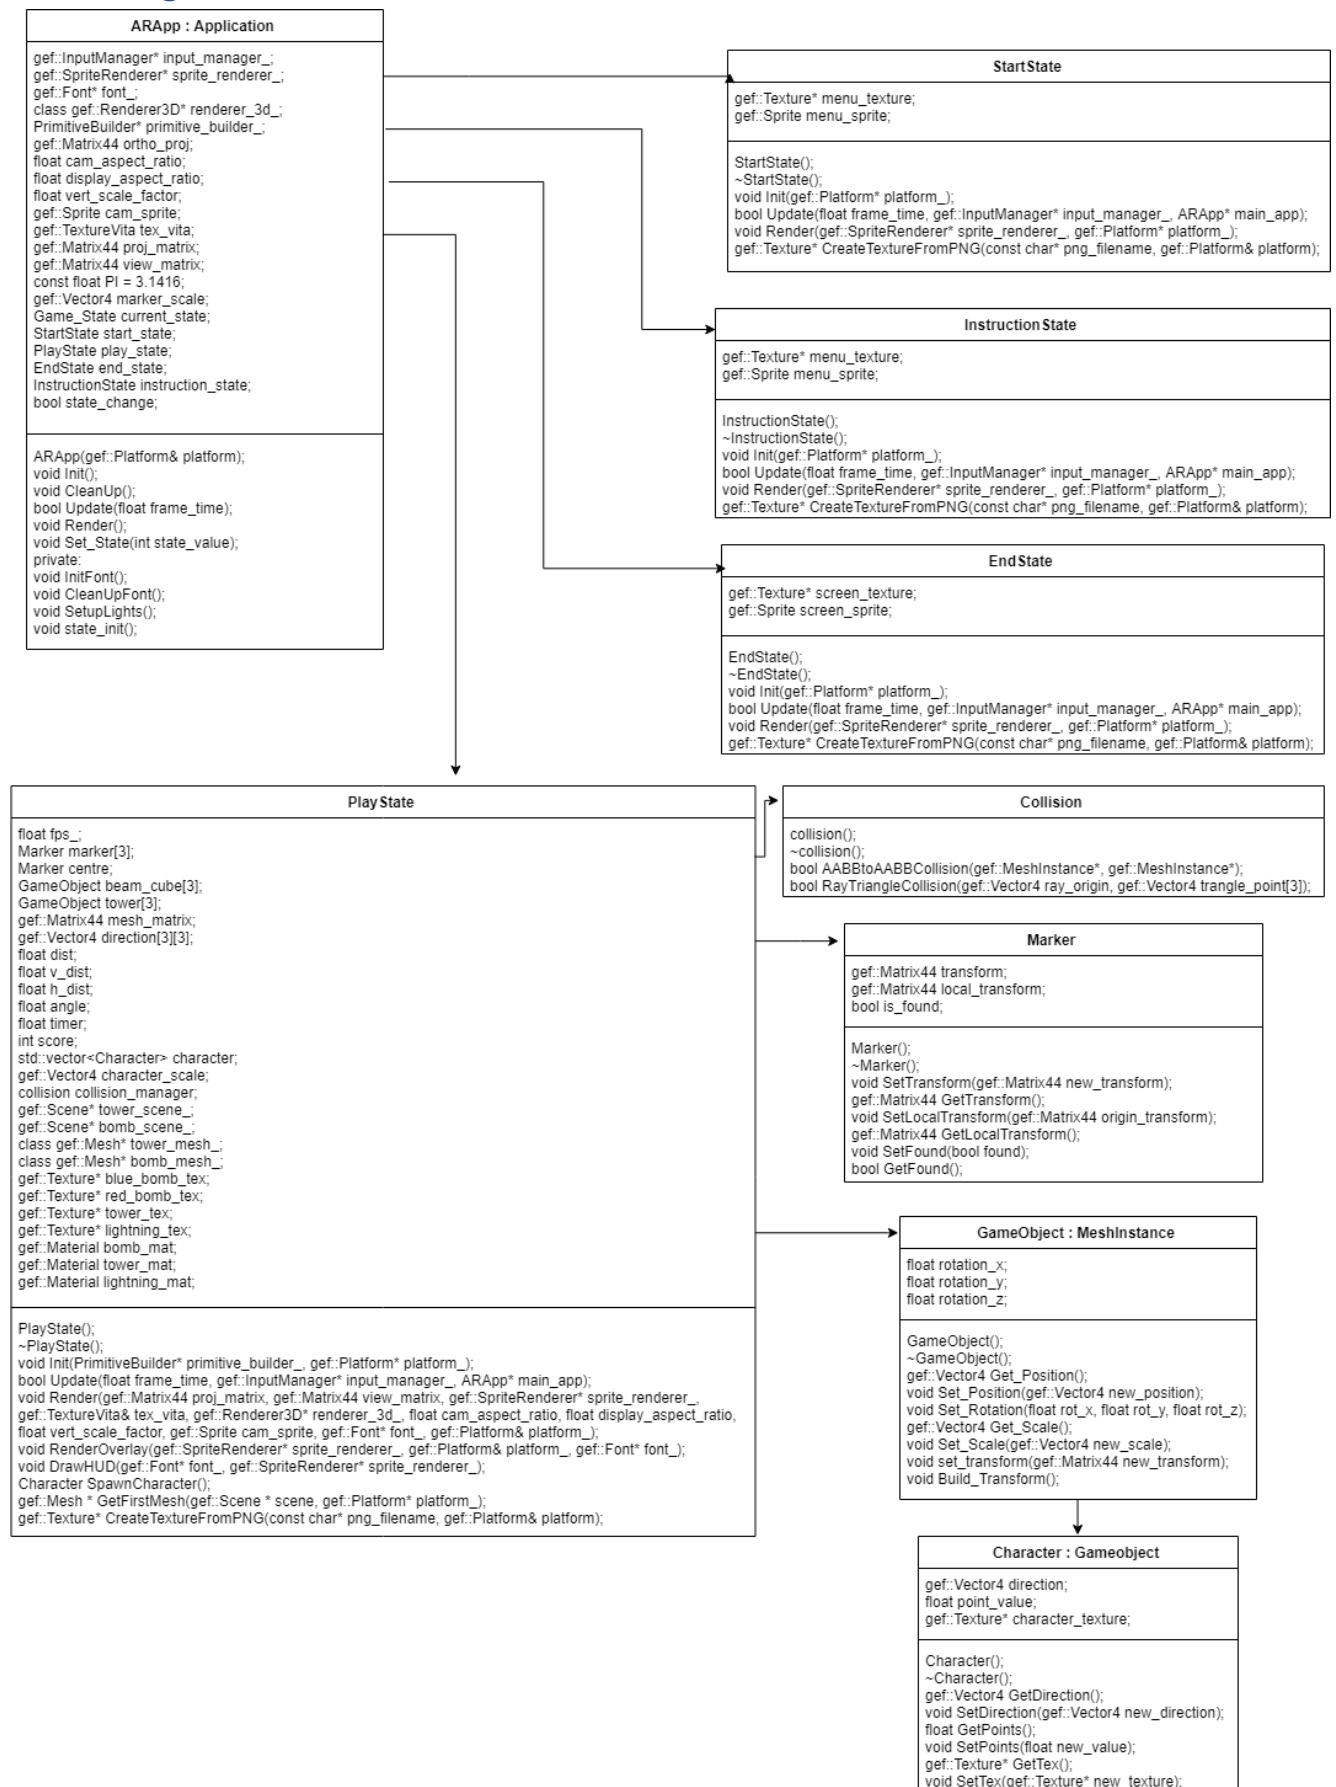 ARApp : Application
gef::InputManager* input_manager_;
gef::SpriteRenderer* sprite_renderer_;
gef::Font* font_;
class gef::Renderer3D* renderer_3d_;
PrimitiveBuilder* primitive_builder_;
gef::Matrix44 ortho_proj;
float cam_aspect_ratio;
float display_aspect_ratio;
float vert_scale_factor;
gef::Sprite cam_sprite;
gef::TextureVita tex_vita;
gef::Matrix44 proj_matrix;
gef::Matrix44 view_matrix;
const float PI = 3.1416;
gef::Vector4 marker_scale;
Game_State current_state;
StartState start_state;
PlayState play_state;
EndState end_state;
InstructionState instruction_state;
bool state_change;
ARApp(gef::Platform& platform);
void Init();
void CleanUp();
bool Update(float frame_time);
void Render();
void Set_State(int state_value);
private:
void InitFont();
void CleanUpFont();
void SetupLights();
void state_init();
StartState
gef::Texture* menu_texture;
gef::Sprite menu_sprite;
StartState();
~StartState();
void Init(gef::Platform* platform_);
bool Update(float frame_time, gef::InputManager* input_manager_, ARApp* main_app);
void Render(gef::SpriteRenderer* sprite_renderer_, gef::Platform* platform_);
gef::Texture* CreateTextureFromPNG(const char* png_filename, gef::Platform& platform);
InstructionState
gef::Texture* menu_texture;
gef::Sprite menu_sprite;
InstructionState();
~InstructionState();
void Init(gef::Platform* platform_);
bool Update(float frame_time, gef::InputManager* input_manager_, ARApp* main_app);
void Render(gef::SpriteRenderer* sprite_renderer_, gef::Platform* platform_);
gef::Texture* CreateTextureFromPNG(const char* png_filename, gef::Platform& platform);
EndState
gef::Texture* screen_texture;
gef::Sprite screen_sprite;
EndState();
~EndState();
void Init(gef::Platform* platform_);
bool Update(float frame_time, gef::InputManager* input_manager_, ARApp* main_app);
void Render(gef::SpriteRenderer* sprite_renderer_, gef::Platform* platform_);
gef::Texture* CreateTextureFromPNG(const char* png_filename, gef::Platform& platform);
PlayState
float fps_;
Marker marker[3];
Marker centre;
GameObject beam_cube[3];
GameObject tower[3];
gef::Matrix44 mesh_matrix;
gef::Vector4 direction[3][3];
float dist;
float v_dist;
float h_dist;
float angle;
float timer;
int score;
std::vector<Character> character;
gef::Vector4 character_scale;
collision collision_manager;
gef::Scene* tower_scene_;
gef::Scene* bomb_scene_;
class gef::Mesh* tower_mesh_;
class gef::Mesh* bomb_mesh_;
gef::Texture* blue_bomb_tex;
gef::Texture* red_bomb_tex;
gef::Texture* tower_tex;
gef::Texture* lightning_tex;
gef::Material bomb_mat;
gef::Material tower_mat;
gef::Material lightning_mat;
PlayState();
~PlayState();
void Init(PrimitiveBuilder* primitive_builder_, gef::Platform* platform_);
bool Update(float frame_time, gef::InputManager* input_manager_, ARApp* main_app);
void Render(gef::Matrix44 proj_matrix, gef::Matrix44 view_matrix, gef::SpriteRenderer* sprite_renderer_,
gef::TextureVita& tex_vita, gef::Renderer3D* renderer_3d_, float cam_aspect_ratio, float display_aspect_ratio,
float vert_scale_factor, gef::Sprite cam_sprite, gef::Font* font_, gef::Platform& platform_);
void RenderOverlay(gef::SpriteRenderer* sprite_renderer_, gef::Platform& platform_, gef::Font* font_);
void DrawHUD(gef::Font* font_, gef::SpriteRenderer* sprite_renderer_);
Character SpawnCharacter();
gef::Mesh * GetFirstMesh(gef::Scene * scene, gef::Platform* platform_);
gef::Texture* CreateTextureFromPNG(const char* png_filename, gef::Platform& platform);
Collision
collision();
~collision();
bool AABBtoAABBCollision(gef::MeshInstance*, gef::MeshInstance*);
bool RayTriangleCollision(gef::Vector4 ray_origin, gef::Vector4 trangle_point[3]);
Marker
gef::Matrix44 transform;
gef::Matrix44 local_transform;
bool is_found;
Marker();
~Marker();
void SetTransform(gef::Matrix44 new_transform);
gef::Matrix44 GetTransform();
void SetLocalTransform(gef::Matrix44 origin_transform);
gef::Matrix44 GetLocalTransform();
void SetFound(bool found);
bool GetFound();
GameObject : MeshInstance
float rotation_x;
float rotation_y;
float rotation_z;
GameObject();
~GameObject();
gef::Vector4 Get_Position();
void Set_Position(gef::Vector4 new_position);
void Set_Rotation(float rot_x, float rot_y, float rot_z);
gef::Vector4 Get_Scale();
void Set_Scale(gef::Vector4 new_scale);
void set_transform(gef::Matrix44 new_transform);
void Build_Transform();
Character : Gameobject
gef::Vector4 direction;
float point_value;
gef::Texture* character_texture;
Character();
~Character();
gef::Vector4 GetDirection();
void SetDirection(gef::Vector4 new_direction);
float GetPoints();
void SetPoints(float new_value);
gef::Texture* GetTex();
void SetTex(gef::Texture* new_texture);